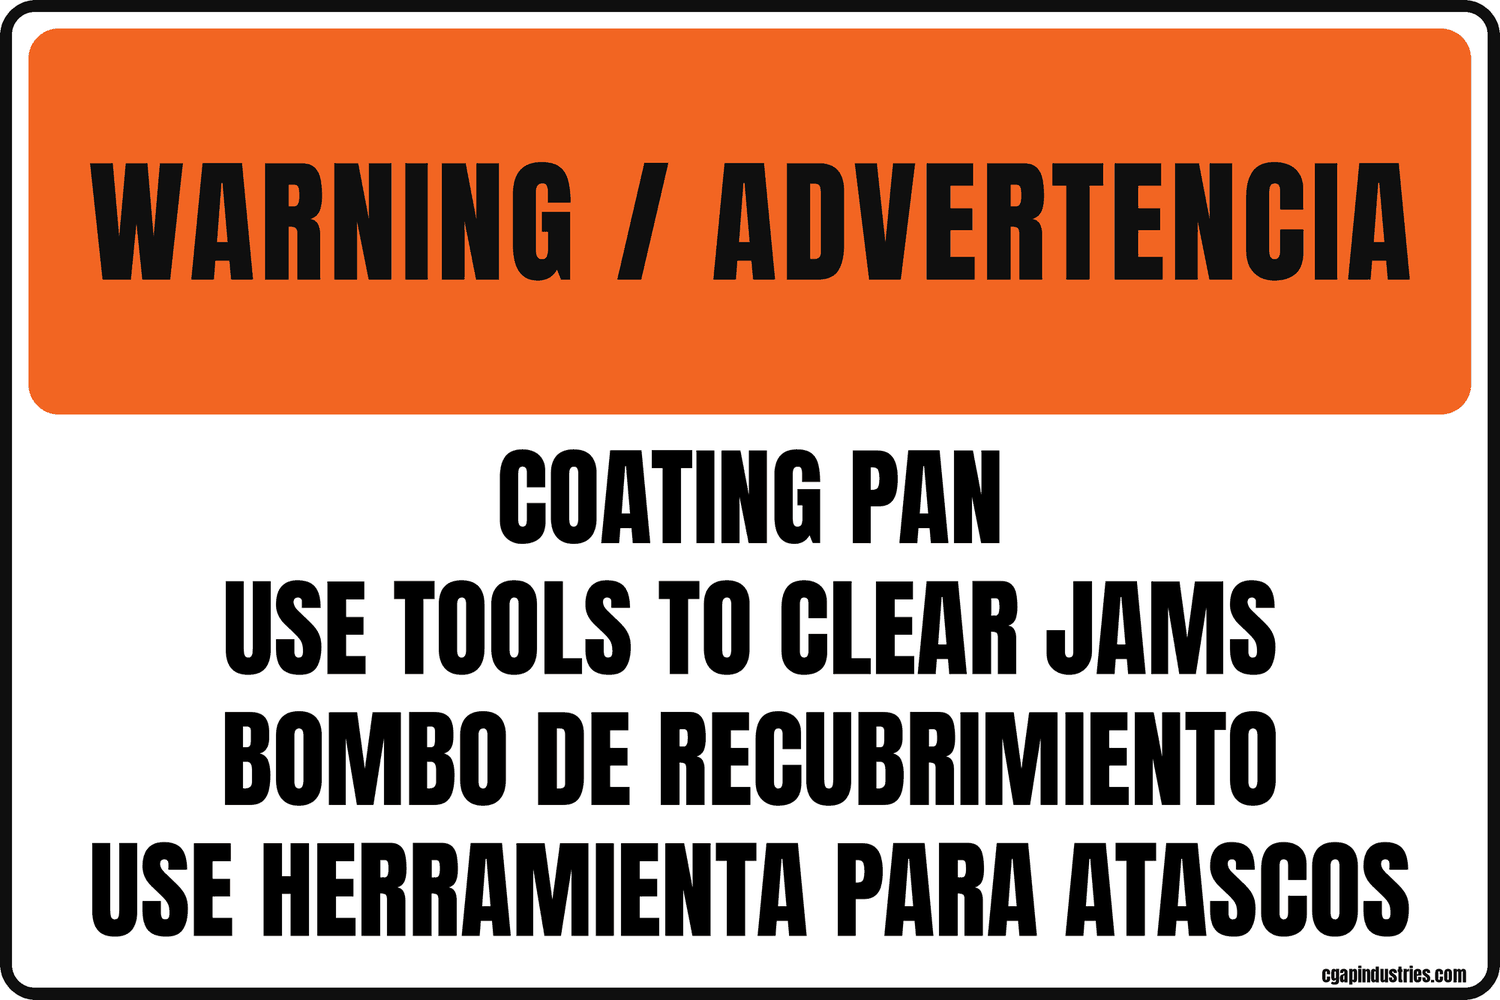 WARNING / ADVERTENCIA
COATING PAN
USE TOOLS TO CLEAR JAMS
BOMBO DE RECUBRIMIENTO
USE HERRAMIENTA PARA ATASCOS
cgapindustries.com